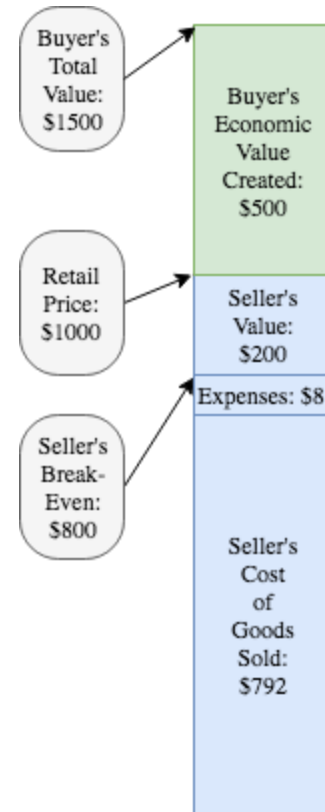 Buyer's
Total
Value:
$1500
Buyer's
Economic
Value
Created:
$500
Retail
Price:
$1000
Seller's
Value:
$200
Expenses: $8
Seller's
Break-
Even:
$800
Seller's
Cost
of
Goods
Sold:
$792